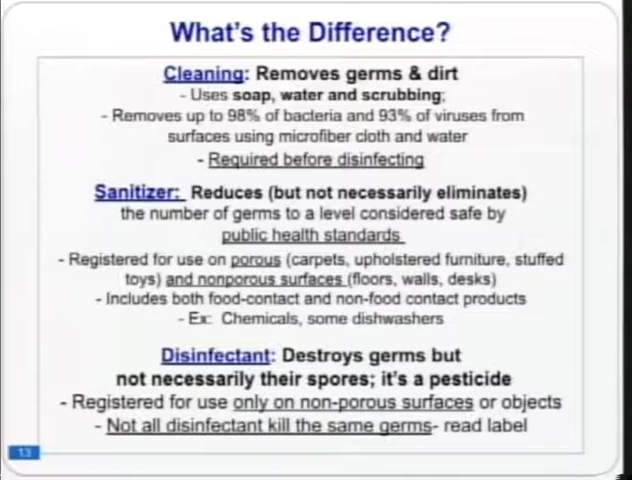 What's the Difference?
Cleaning: Removes germs & dirt
- Uses soap, water and scrubbing;
- Removes up to 98% of bacteria and 93% of viruses from
surfaces using microfiber cloth and water
- Required before disinfecting
Sanitizer: Reduces (but not necessarily eliminates)
the number of germs to a level considered safe by
public health standards
- Registered for use on porous (carpets, upholstered furniture, stuffed
toys) and nonporous surfaces (floors, walls, desks)
- Includes both food-contact and non-food contact products
- Ex: Chemicals, some dishwashers
Disinfectant: Destroys germs but
not necessarily their spores; it's a pesticide
- Registered for use only on non-porous surfaces or objects
- Not all disinfectant kill the same germs- read label
13